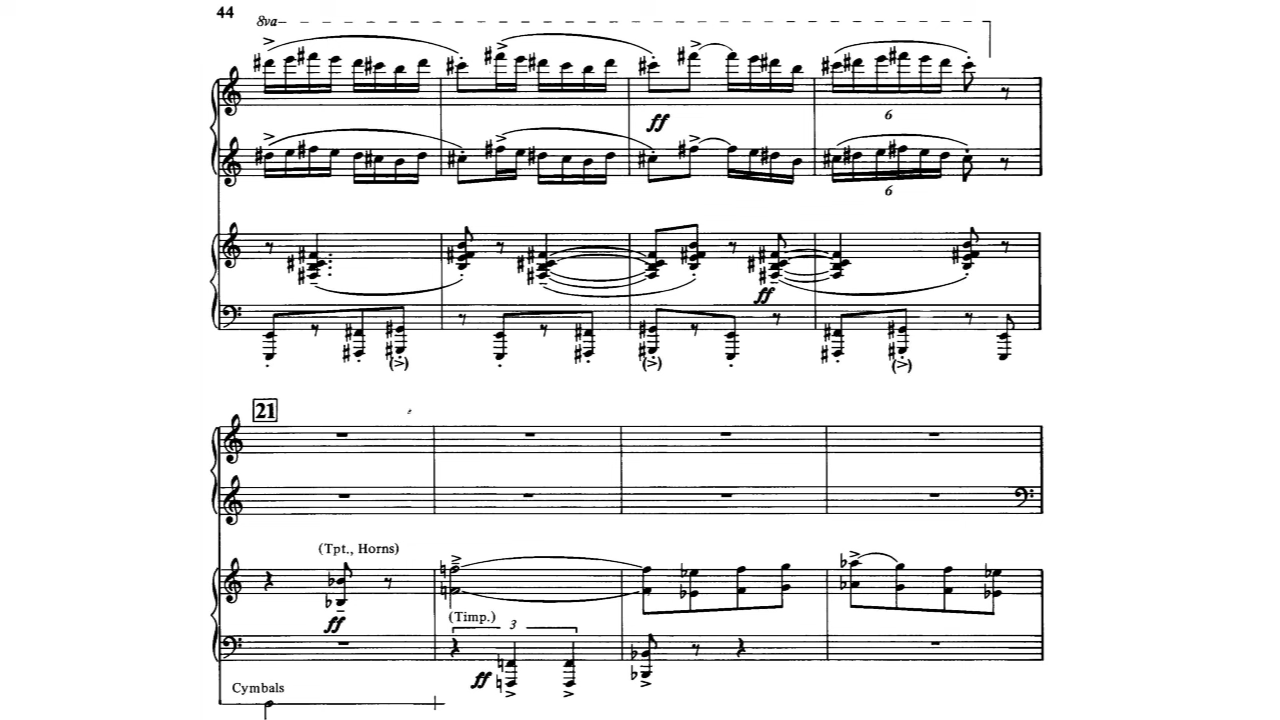 44
8va
ff
6
6
ff
(>)
(>)
(>)
21
(Tpt., Horns)
ff
(Timp.)
3
ff
Cymbals